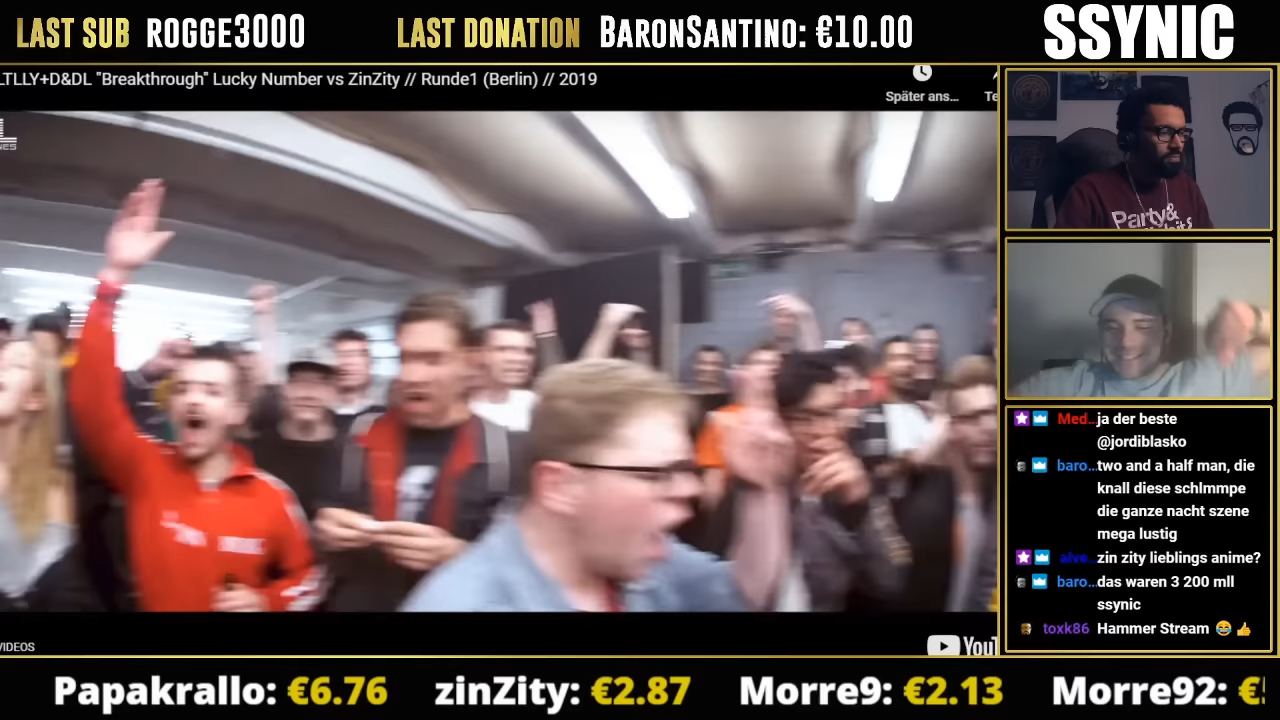 LAST SUB ROGGE3000 LAST DONATION BARONSANTINO: €10.00 SSYNIC
LTLLY+D&DL "Breakthrough" Lucky Number vs ZinZity // Runde1 (Berlin) // 2019
Später ans...
Party&
Med...ja der beste
@jordiblasko
baro...two and a half man, die
knall diese schlmmpe
die ganze nacht szene
mega lustig
alve...zin zity lieblings anime?
baro...das waren 3 200 mll
ssynic
toxk86 Hammer Stream 😂 👍
VIDEOS
YouT
Papakrallo: €6.76 zinZity: €2.87 Morre9: €2.13 Morre92: €